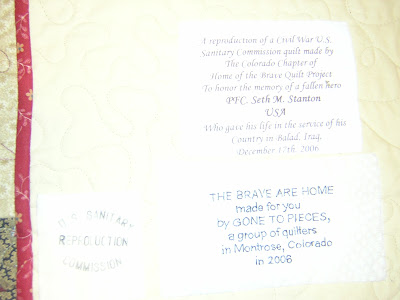 A reproduction of a Civil War U.S.
Sanitary Commission quilt made by
The Colorado Chapter of
Home of the Brave Quilt Project
To honor the memory of a fallen hero
PFC. Seth M. Stanton
USA
Who gave his life in the service of his
Country in Balad, Iraq,
December 17th, 2006
THE BRAVE ARE HOME
made for you
by GONE TO PIECES,
a group of quilters
in Montrose, Colorado
in 2008
U.S. SANITARY
REPRODUCTION
COMMISSION